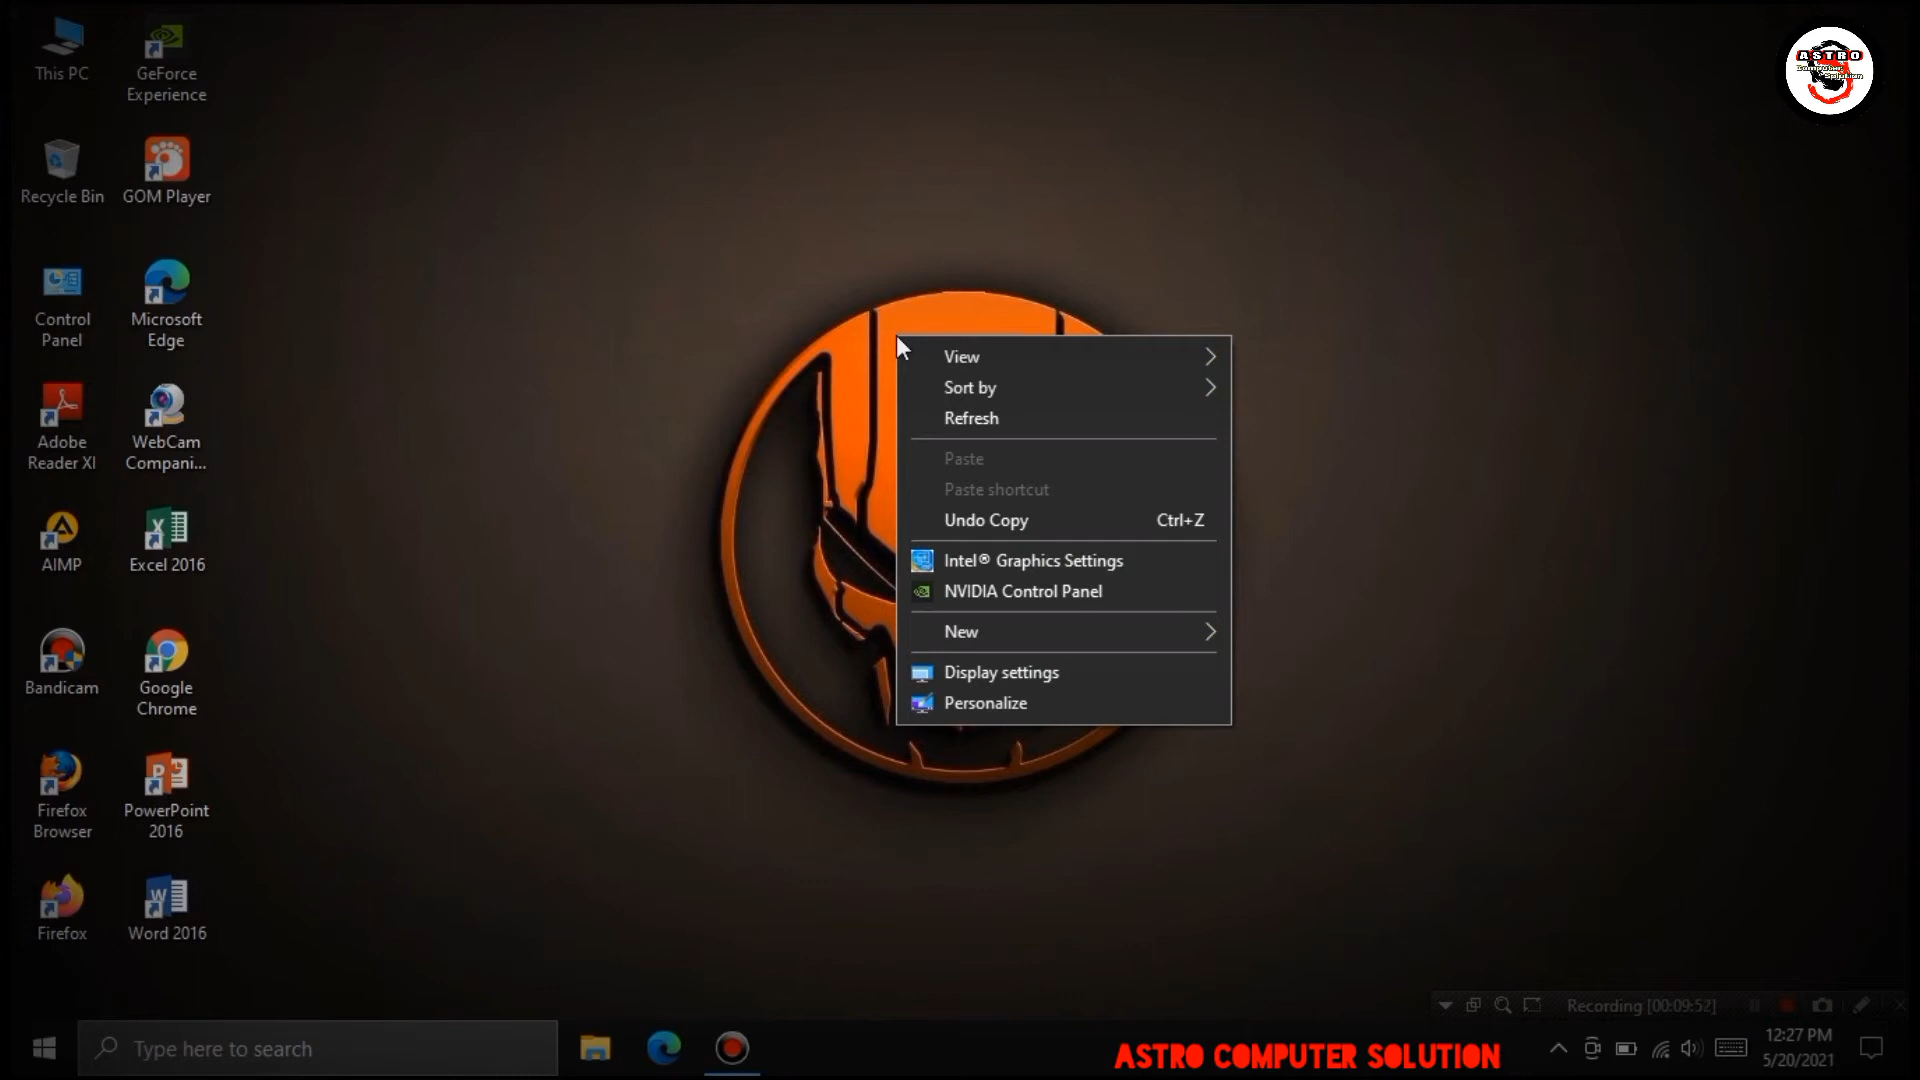 This PC
GeForce
Experience
Recycle Bin
GOM Player
Control
Panel
Microsoft
Edge
Adobe
Reader XI
WebCam
Compani...
AIMP
Excel 2016
Bandicam
Google
Chrome
Firefox
Browser
PowerPoint
2016
Firefox
Word 2016
View
Sort by
Refresh
Paste
Paste shortcut
Undo Copy Ctrl+Z
Intel® Graphics Settings
NVIDIA Control Panel
New
Display settings
Personalize
ASTRO
Computer
Solution
Recording [00:09:52]
Type here to search
ASTRO COMPUTER SOLUTION
12:27 PM
5/20/2021